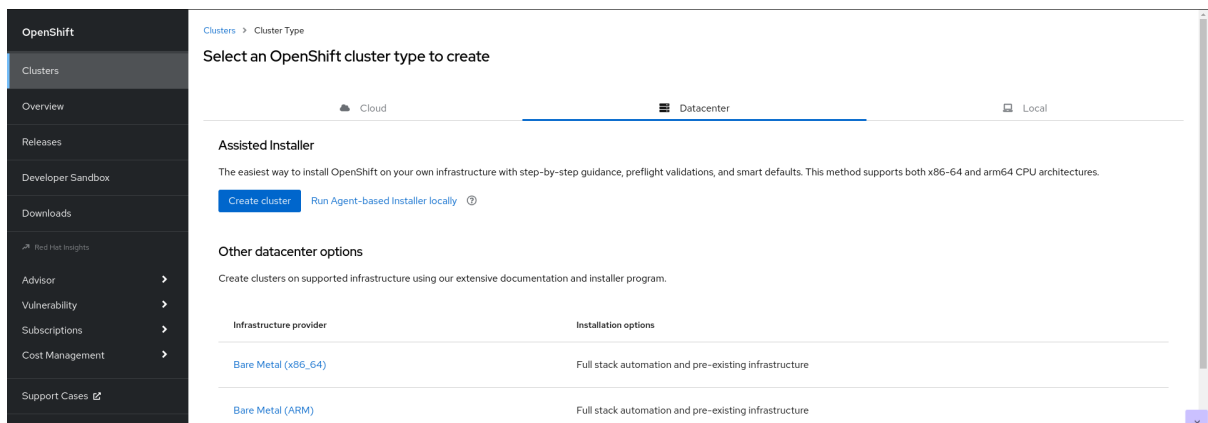 OpenShift
Clusters
Overview
Releases
Developer Sandbox
Downloads
Red Hat Insights
Advisor
Vulnerability
Subscriptions
Cost Management
Support Cases
Clusters > Cluster Type
Select an OpenShift cluster type to create
Cloud Datacenter Local
Assisted Installer
The easiest way to install OpenShift on your own infrastructure with step-by-step guidance, preflight validations, and smart defaults. This method supports both x86-64 and arm64 CPU architectures.
Create cluster Run Agent-based Installer locally
Other datacenter options
Create clusters on supported infrastructure using our extensive documentation and installer program.
Infrastructure provider Installation options
Bare Metal (x86_64) Full stack automation and pre-existing infrastructure
Bare Metal (ARM) Full stack automation and pre-existing infrastructure